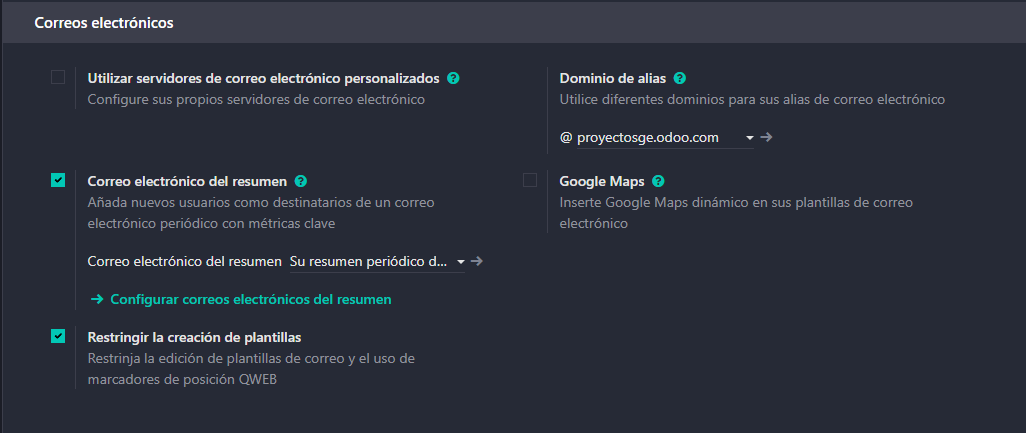 Correos electrónicos
Utilizar servidores de correo electrónico personalizados ?
Configure sus propios servidores de correo electrónico
Dominio de alias ?
Utilice diferentes dominios para sus alias de correo electrónico
@ proyectosge.odoo.com
Correo electrónico del resumen ?
Añada nuevos usuarios como destinatarios de un correo
electrónico periódico con métricas clave
Correo electrónico del resumen Su resumen periódico d...
Configurar correos electrónicos del resumen
Google Maps ?
Inserte Google Maps dinámico en sus plantillas de correo
electrónico
Restringir la creación de plantillas
Restrinja la edición de plantillas de correo y el uso de
marcadores de posición QWEB